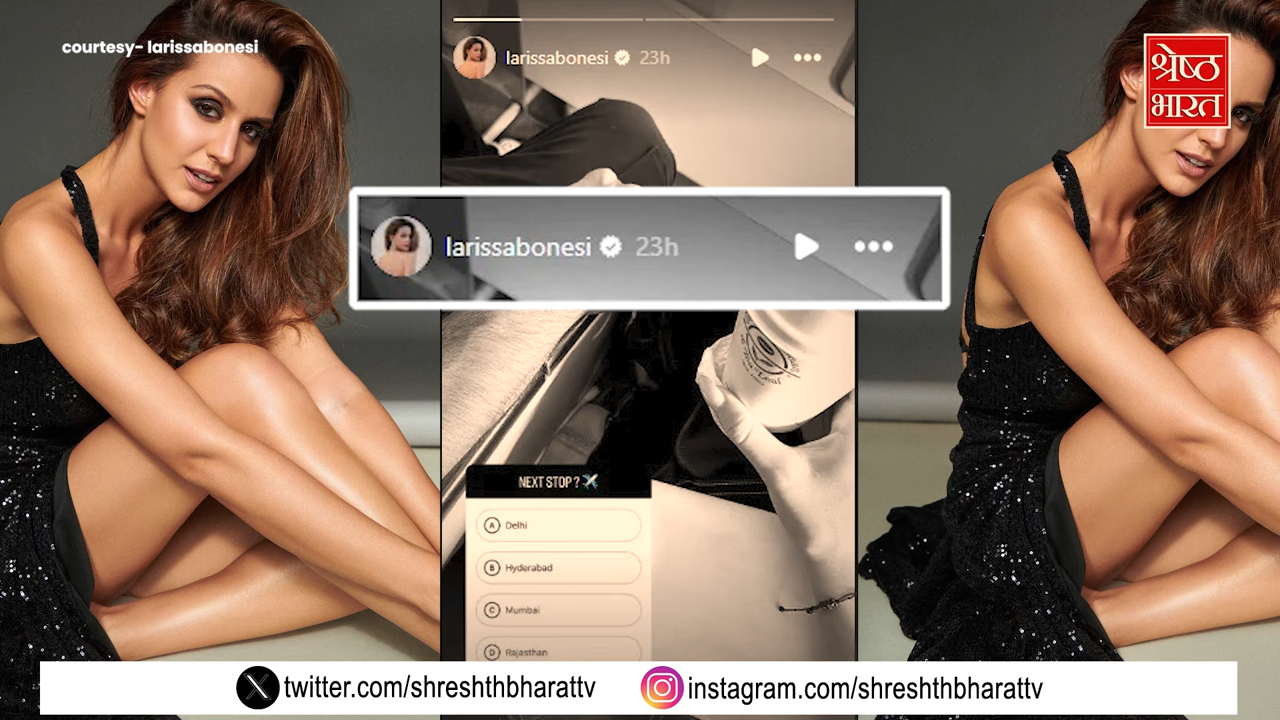 courtesy- larissabonesi
larissabonesi 23h
श्रेष्ठ
भारत
larissabonesi 23h
NEXT STOP ?
A Delhi
B Hyderabad
C Mumbai
D Rajasthan
twitter.com/shreshthbharattv
instagram.com/shreshthbharattv